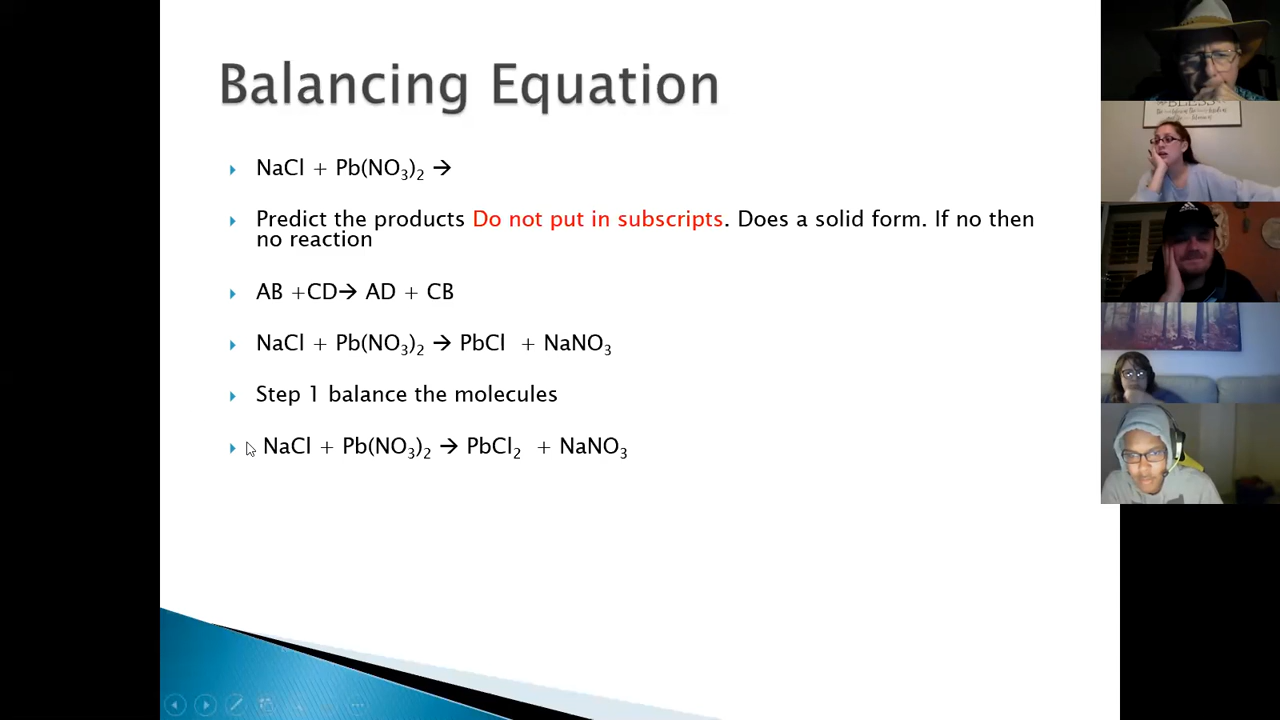 Balancing Equation
NaCl + Pb(NO₃)₂ →
Predict the products Do not put in subscripts. Does a solid form. If no then
no reaction
AB +CD→ AD + CB
NaCl + Pb(NO₃)₂ → PbCl + NaNO₃
Step 1 balance the molecules
NaCl + Pb(NO₃)₂ → PbCl₂ + NaNO₃
BLESS